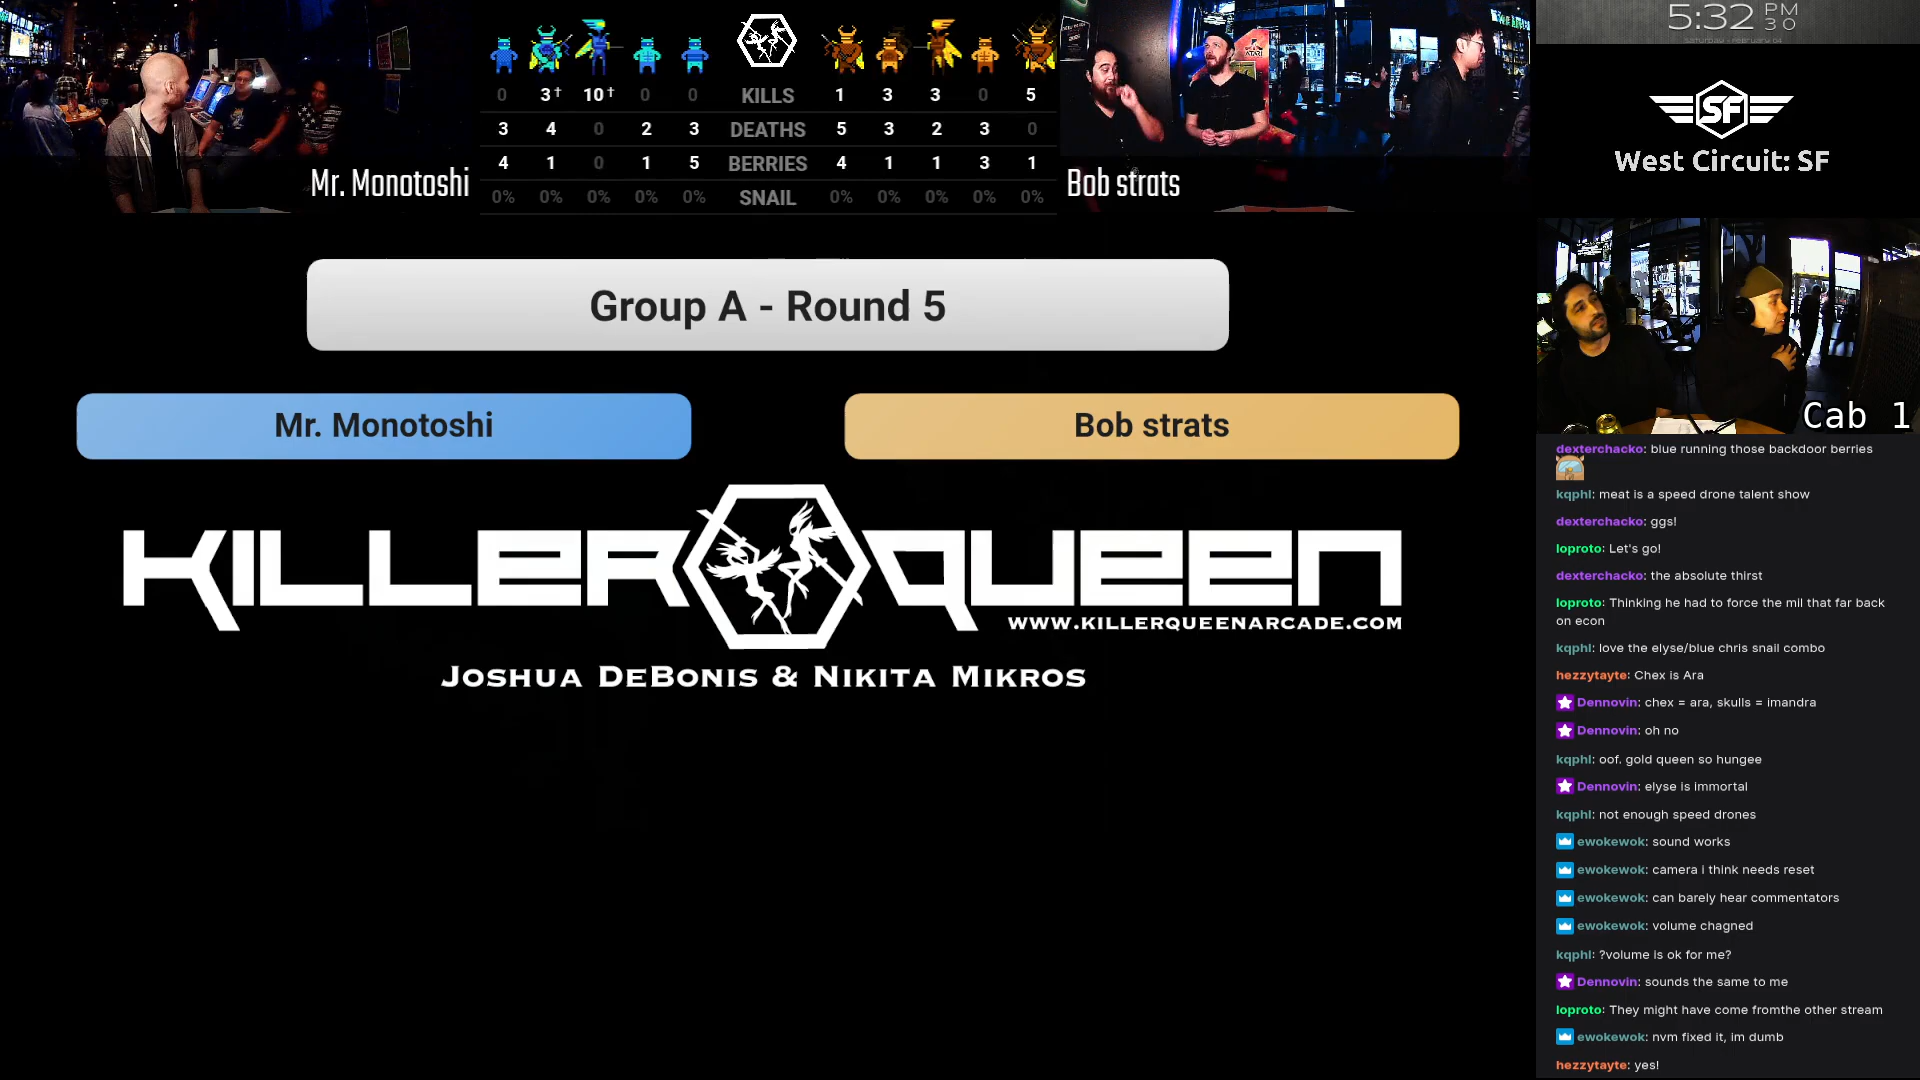 5:32 PM
30
Saturday - February 04
SF
West Circuit: SF
0 3† 10† 0 0 KILLS 1 3 3 0 5
3 4 0 2 3 DEATHS 5 3 2 3 0
4 1 0 1 5 BERRIES 4 1 1 3 1
0% 0% 0% 0% 0% SNAIL 0% 0% 0% 0% 0%
Mr. Monotoshi
Bob strats
Group A - Round 5
Mr. Monotoshi
Bob strats
KILLER QUEEN
WWW.KILLERQUEENARCADE.COM
JOSHUA DEBONIS & NIKITA MIKROS
Cab 1
dexterchacko: blue running those backdoor berries
kqphl: meat is a speed drone talent show
dexterchacko: ggs!
loproto: Let's go!
dexterchacko: the absolute thirst
loproto: Thinking he had to force the mil that far back
on econ
kqphl: love the elyse/blue chris snail combo
hezzytayte: Chex is Ara
Dennovin: chex = ara, skulls = imandra
Dennovin: oh no
kqphl: oof. gold queen so hungee
Dennovin: elyse is immortal
kqphl: not enough speed drones
ewokewok: sound works
ewokewok: camera i think needs reset
ewokewok: can barely hear commentators
ewokewok: volume chagned
kqphl: ?volume is ok for me?
Dennovin: sounds the same to me
loproto: They might have come fromthe other stream
ewokewok: nvm fixed it, im dumb
hezzytayte: yes!